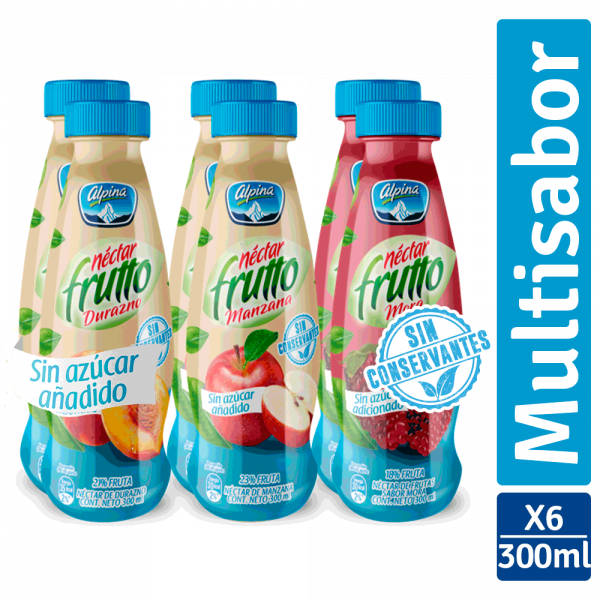 alpina
néctar
frutto
Durazno
SIN
CONSERVANTES
Sin azúcar
añadido
21% FRUTA
NÉCTAR DE DURAZNO
CONT. NETO 300 ml
alpina
néctar
frutto
Manzana
SIN
CONSERVANTES
Sin azúcar
añadido
23% FRUTA
NÉCTAR DE MANZANA
CONT. NETO 300 ml
alpina
néctar
frutto
Mora
SIN
CONSERVANTES
Sin azúcar
adicionado
18% FRUTA
NÉCTAR DE FRUTAS
SABOR MORA
CONT. NETO 300 ml
Multisabor
X6
300ml